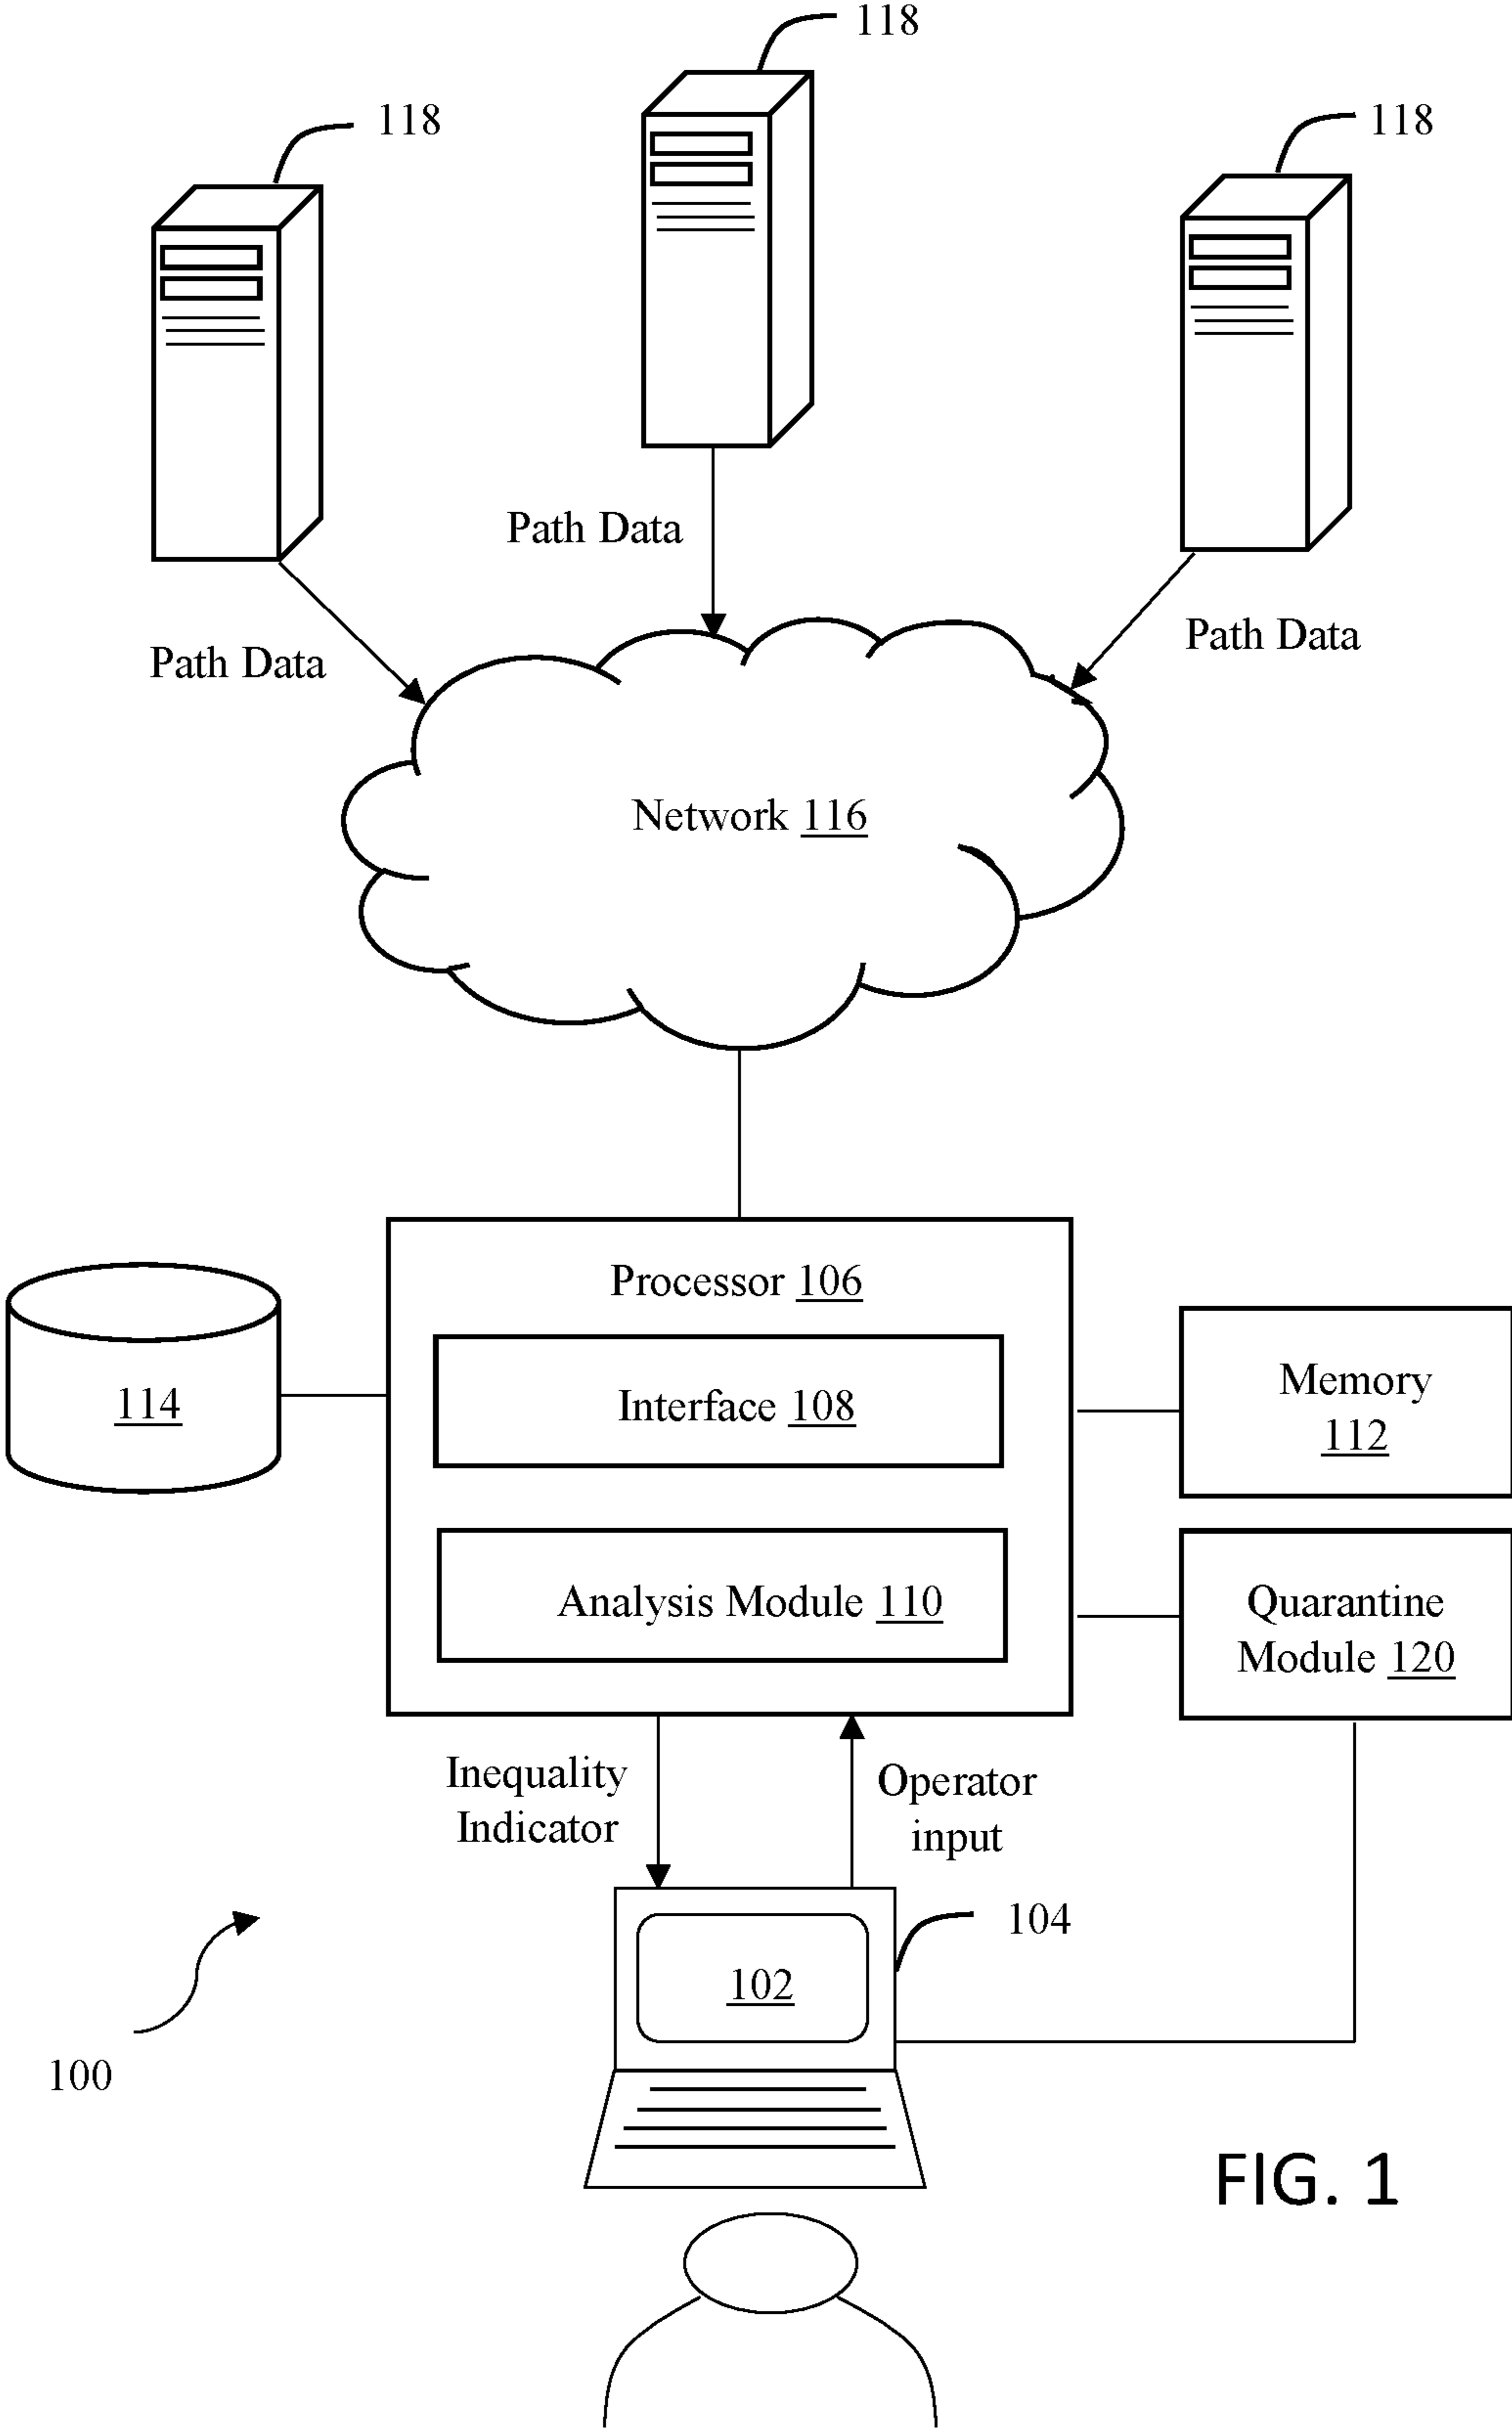 118
118
118
Path Data
Path Data
Path Data
Network 116
Processor 106
Interface 108
114
Memory
112
Analysis Module 110
Quarantine
Module 120
Inequality
Indicator
Operator
input
104
102
100
FIG. 1